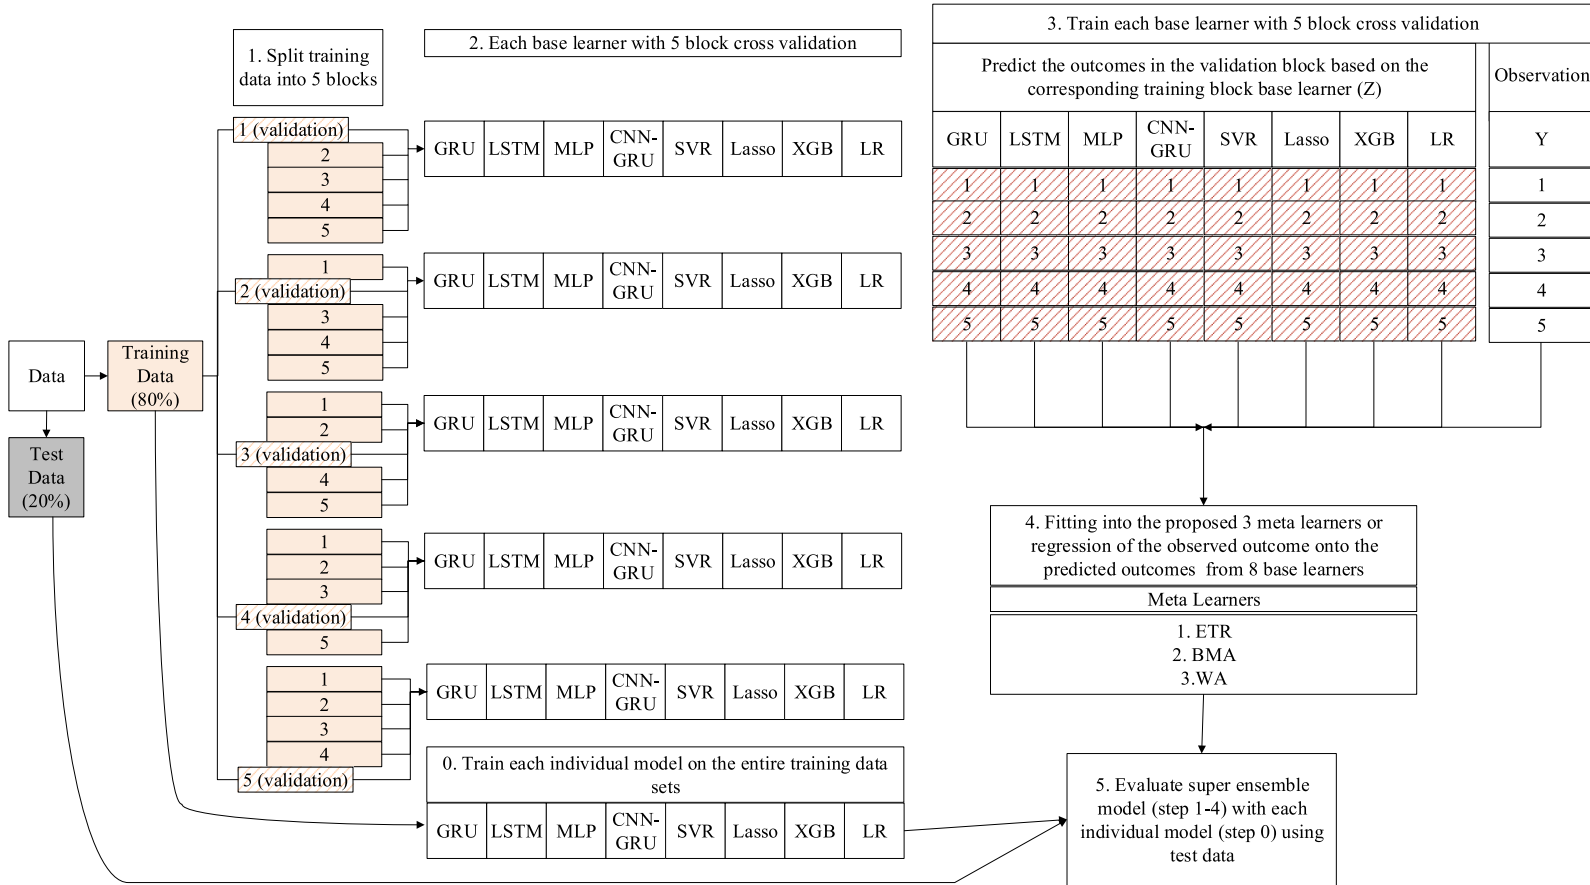 1. Split training
data into 5 blocks
2. Each base learner with 5 block cross validation
3. Train each base learner with 5 block cross validation
Predict the outcomes in the validation block based on the
corresponding training block base learner (Z)
Observation
GRU LSTM MLP CNN-
GRU SVR Lasso XGB LR Y
1 1 1 1 1 1 1 1 1
2 2 2 2 2 2 2 2 2
3 3 3 3 3 3 3 3 3
4 4 4 4 4 4 4 4 4
5 5 5 5 5 5 5 5 5
1 (validation)
2
3
4
5
GRU LSTM MLP CNN-
GRU SVR Lasso XGB LR
1
2 (validation)
3
4
5
GRU LSTM MLP CNN-
GRU SVR Lasso XGB LR
Data
Training
Data
(80%)
Test
Data
(20%)
1
2
3 (validation)
4
5
GRU LSTM MLP CNN-
GRU SVR Lasso XGB LR
1
2
3
4 (validation)
5
GRU LSTM MLP CNN-
GRU SVR Lasso XGB LR
1
2
3
4
5 (validation)
GRU LSTM MLP CNN-
GRU SVR Lasso XGB LR
0. Train each individual model on the entire training data
sets
GRU LSTM MLP CNN-
GRU SVR Lasso XGB LR
4. Fitting into the proposed 3 meta learners or
regression of the observed outcome onto the
predicted outcomes from 8 base learners
Meta Learners
1. ETR
2. BMA
3.WA
5. Evaluate super ensemble
model (step 1-4) with each
individual model (step 0) using
test data